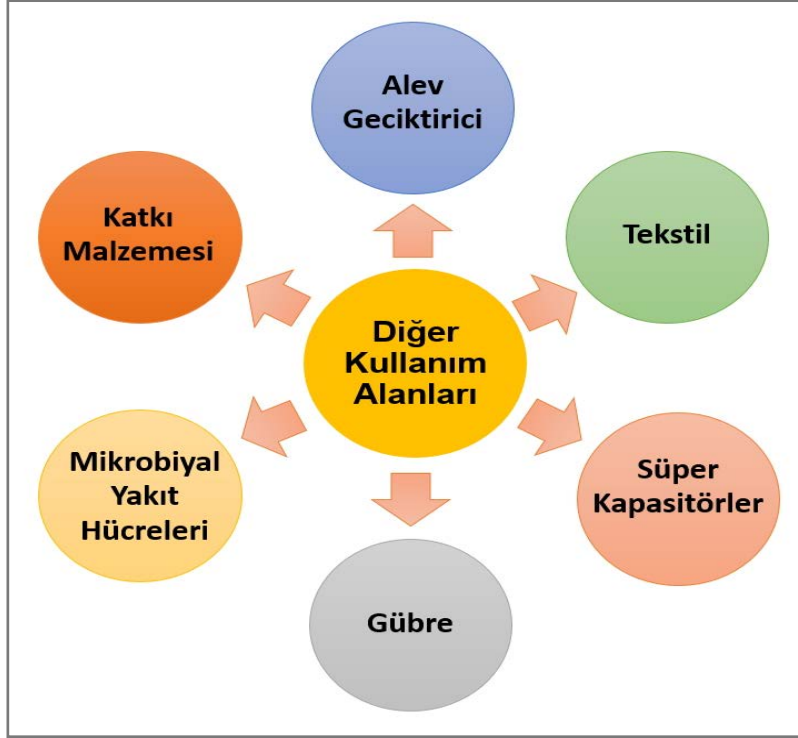 Alev
Geciktirici
Katkı
Malzemesi
Tekstil
Diğer
Kullanım
Alanları
Mikrobiyal
Yakıt
Hücreleri
Süper
Kapasitörler
Gübre